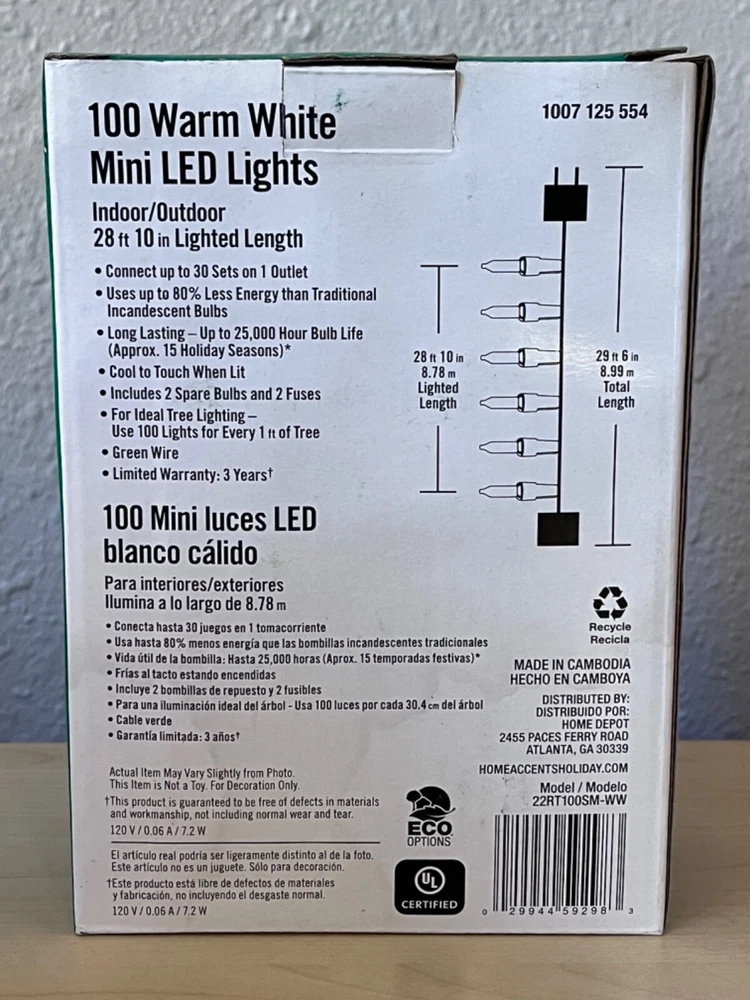 100 Warm White
Mini LED Lights
Indoor/Outdoor
28 ft 10 in Lighted Length
• Connect up to 30 Sets on 1 Outlet
• Uses up to 80% Less Energy than Traditional
Incandescent Bulbs
• Long Lasting – Up to 25,000 Hour Bulb Life
(Approx. 15 Holiday Seasons)*
• Cool to Touch When Lit
• Includes 2 Spare Bulbs and 2 Fuses
• For Ideal Tree Lighting –
Use 100 Lights for Every 1 ft of Tree
• Green Wire
• Limited Warranty: 3 Years†
1007 125 554
28 ft 10 in
8.78 m
Lighted
Length
29 ft 6 in
8.99 m
Total
Length
100 Mini luces LED
blanco cálido
Para interiores/exteriores
Ilumina a lo largo de 8.78 m
• Conecta hasta 30 juegos en 1 tomacorriente
• Usa hasta 80% menos energía que las bombillas incandescentes tradicionales
• Vida útil de la bombilla: Hasta 25,000 horas (Aprox. 15 temporadas festivas)*
• Frías al tacto estando encendidas
• Incluye 2 bombillas de repuesto y 2 fusibles
• Para una iluminación ideal del árbol - Usa 100 luces por cada 30.4 cm del árbol
• Cable verde
• Garantía limitada: 3 años†
Recycle
Recicla
MADE IN CAMBODIA
HECHO EN CAMBOYA
DISTRIBUTED BY:
DISTRIBUIDO POR:
HOME DEPOT
2455 PACES FERRY ROAD
ATLANTA, GA 30339
HOMEACCENTSHOLIDAY.COM
Model / Modelo
22RT100SM-WW
0 29944 59298 3
Actual Item May Vary Slightly from Photo.
This Item is Not a Toy. For Decoration Only.
†This product is guaranteed to be free of defects in materials
and workmanship, not including normal wear and tear.
120 V / 0.06 A / 7.2 W
El artículo real podría ser ligeramente distinto al de la foto.
Este artículo no es un juguete. Sólo para decoración.
†Este producto está libre de defectos de materiales
y fabricación, no incluyendo el desgaste normal.
120 V / 0.06 A / 7.2 W
ECO
OPTIONS
UL
CERTIFIED